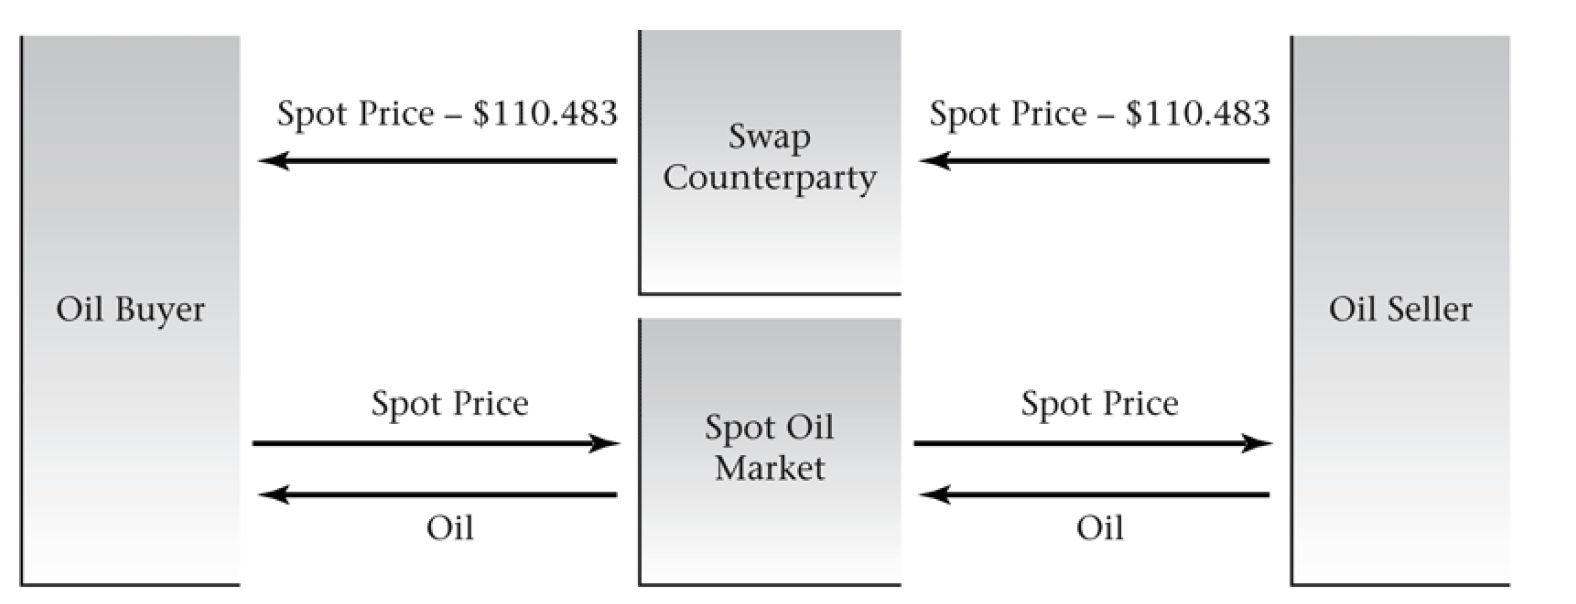 Spot Price – $110.483
Spot Price – $110.483
Swap
Counterparty
Oil Buyer
Oil Seller
Spot Price
Spot Price
Spot Oil
Market
Oil
Oil